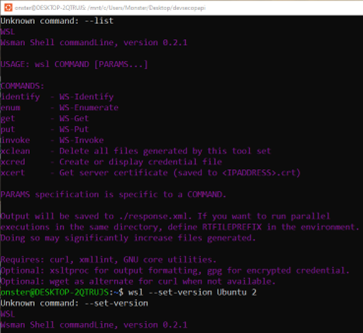 onster@DESKTOP-2QTRUJS: /mnt/c/Users/Monster/Desktop/devsecopsapi
Unknown command: --list
WSL
Wsman Shell commandLine, version 0.2.1
USAGE: wsl COMMAND [PARAMS...]
COMMANDS:
identify - WS-Identify
enum - WS-Enumerate
get - WS-Get
put - WS-Put
invoke - WS-Invoke
xclean - Delete all files generated by this tool set
xcred - Create or display credential file
xcert - Get server certificate (saved to <IPADDRESS>.crt)
PARAMS specification is specific to a COMMAND.
Output will be saved to ./response.xml. If you want to run parallel
executions in the same directory, define RTFILEPREFIX in the environment.
Doing so may significantly increase files generated.
Requires: curl, xmllint, GNU core utilities.
Optional: xsltproc for output formatting, gpg for encrypted credential.
Optional: wget as alternate for curl when not available.
onster@DESKTOP-2QTRUJS:~$ wsl --set-version Ubuntu 2
Unknown command: --set-version
WSL
Wsman Shell commandLine, version 0.2.1